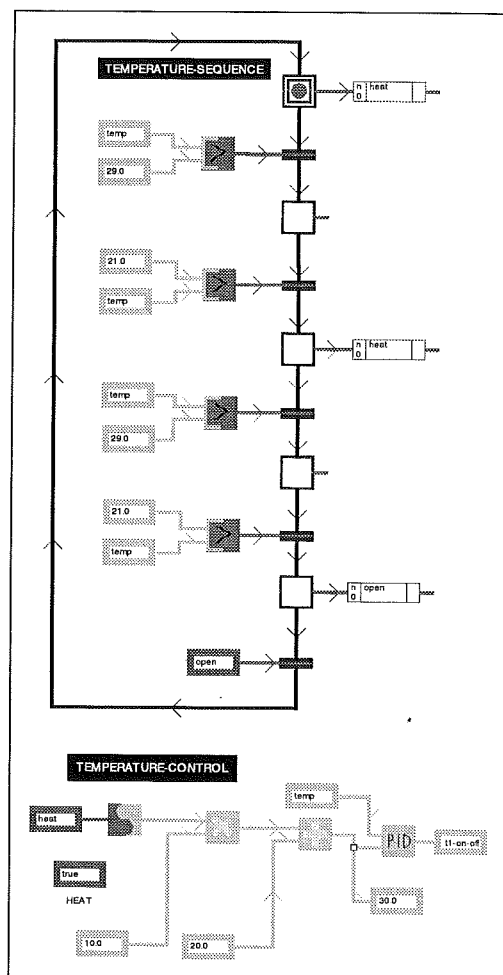 TEMPERATURE-SEQUENCE
n heat
0
temp
29.0
21.0
temp
n heat
0
temp
29.0
21.0
temp
n open
0
open
TEMPERATURE-CONTROL
temp
heat
PID
t1-on-off
true
HEAT
30.0
10.0
20.0